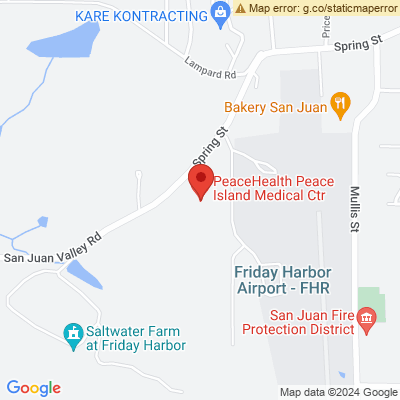 Map error: g.co/staticmaperror
KARE KONTRACTING
Price
Spring St
Lampard Rd
Bakery San Juan
Spring St
PeaceHealth Peace
Island Medical Ctr
Mullis St
San Juan Valley Rd
Friday Harbor
Airport - FHR
San Juan Fire
Protection District
Saltwater Farm
at Friday Harbor
Google
Map data ©2024 Google